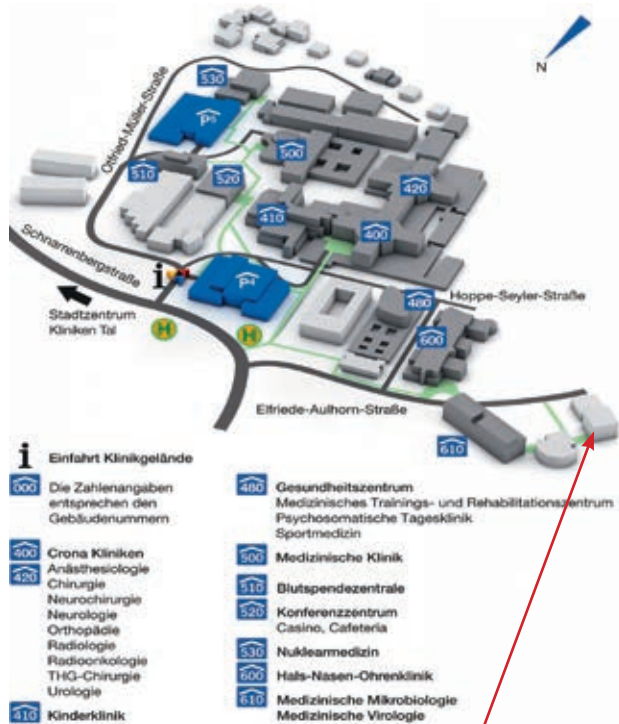 N
530
Otfried-Müller-Straße
P5
500
510
520
420
410
400
Schnarrenbergstraße
i
P4
480
Hoppe-Seyler-Straße
Stadtzentrum
Kliniken Tal
H
H
600
Elfriede-Aulhorn-Straße
610
i Einfahrt Klinikgelände
000 Die Zahlenangaben
entsprechen den
Gebäudenummern
400 Crona Kliniken
420 Anästhesiologie
Chirurgie
Neurochirurgie
Neurologie
Orthopädie
Radiologie
Radioonkologie
THG-Chirurgie
Urologie
410 Kinderklinik
480 Gesundheitszentrum
Medizinisches Trainings- und Rehabilitationszentrum
Psychosomatische Tagesklinik
Sportmedizin
500 Medizinische Klinik
510 Blutspendezentrale
520 Konferenzzentrum
Casino, Cafeteria
530 Nuklearmedizin
600 Hals-Nasen-Ohrenklinik
610 Medizinische Mikrobiologie
Medizinische Virologie